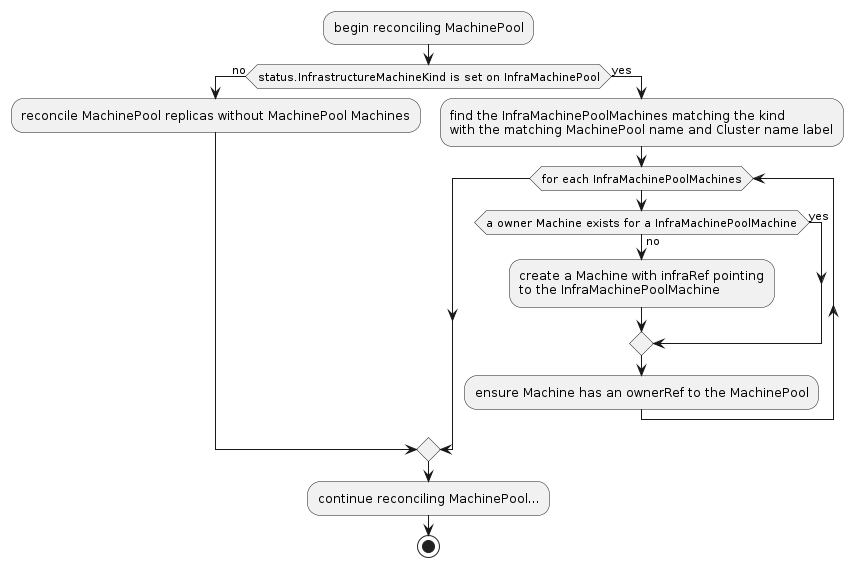 begin reconciling MachinePool
no
status.InfrastructureMachineKind is set on InfraMachinePool
yes
reconcile MachinePool replicas without MachinePool Machines
find the InfraMachinePoolMachines matching the kind
with the matching MachinePool name and Cluster name label
for each InfraMachinePoolMachines
a owner Machine exists for a InfraMachinePoolMachine
yes
no
create a Machine with infraRef pointing
to the InfraMachinePoolMachine
ensure Machine has an ownerRef to the MachinePool
continue reconciling MachinePool...